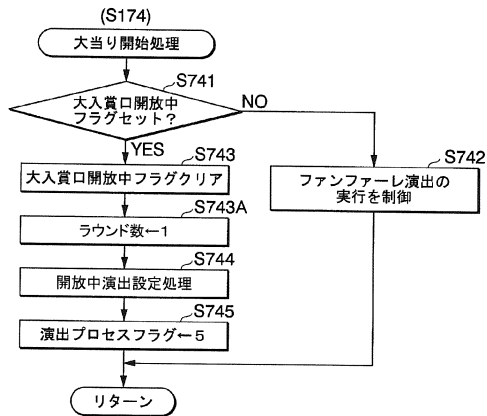 (S174)
大当り開始処理
S741
大入賞口開放中
フラグセット?
NO
YES
S743
大入賞口開放中フラグクリア
S742
ファンファーレ演出の
実行を制御
S743A
ラウンド数←1
S744
開放中演出設定処理
S745
演出プロセスフラグ←5
リターン